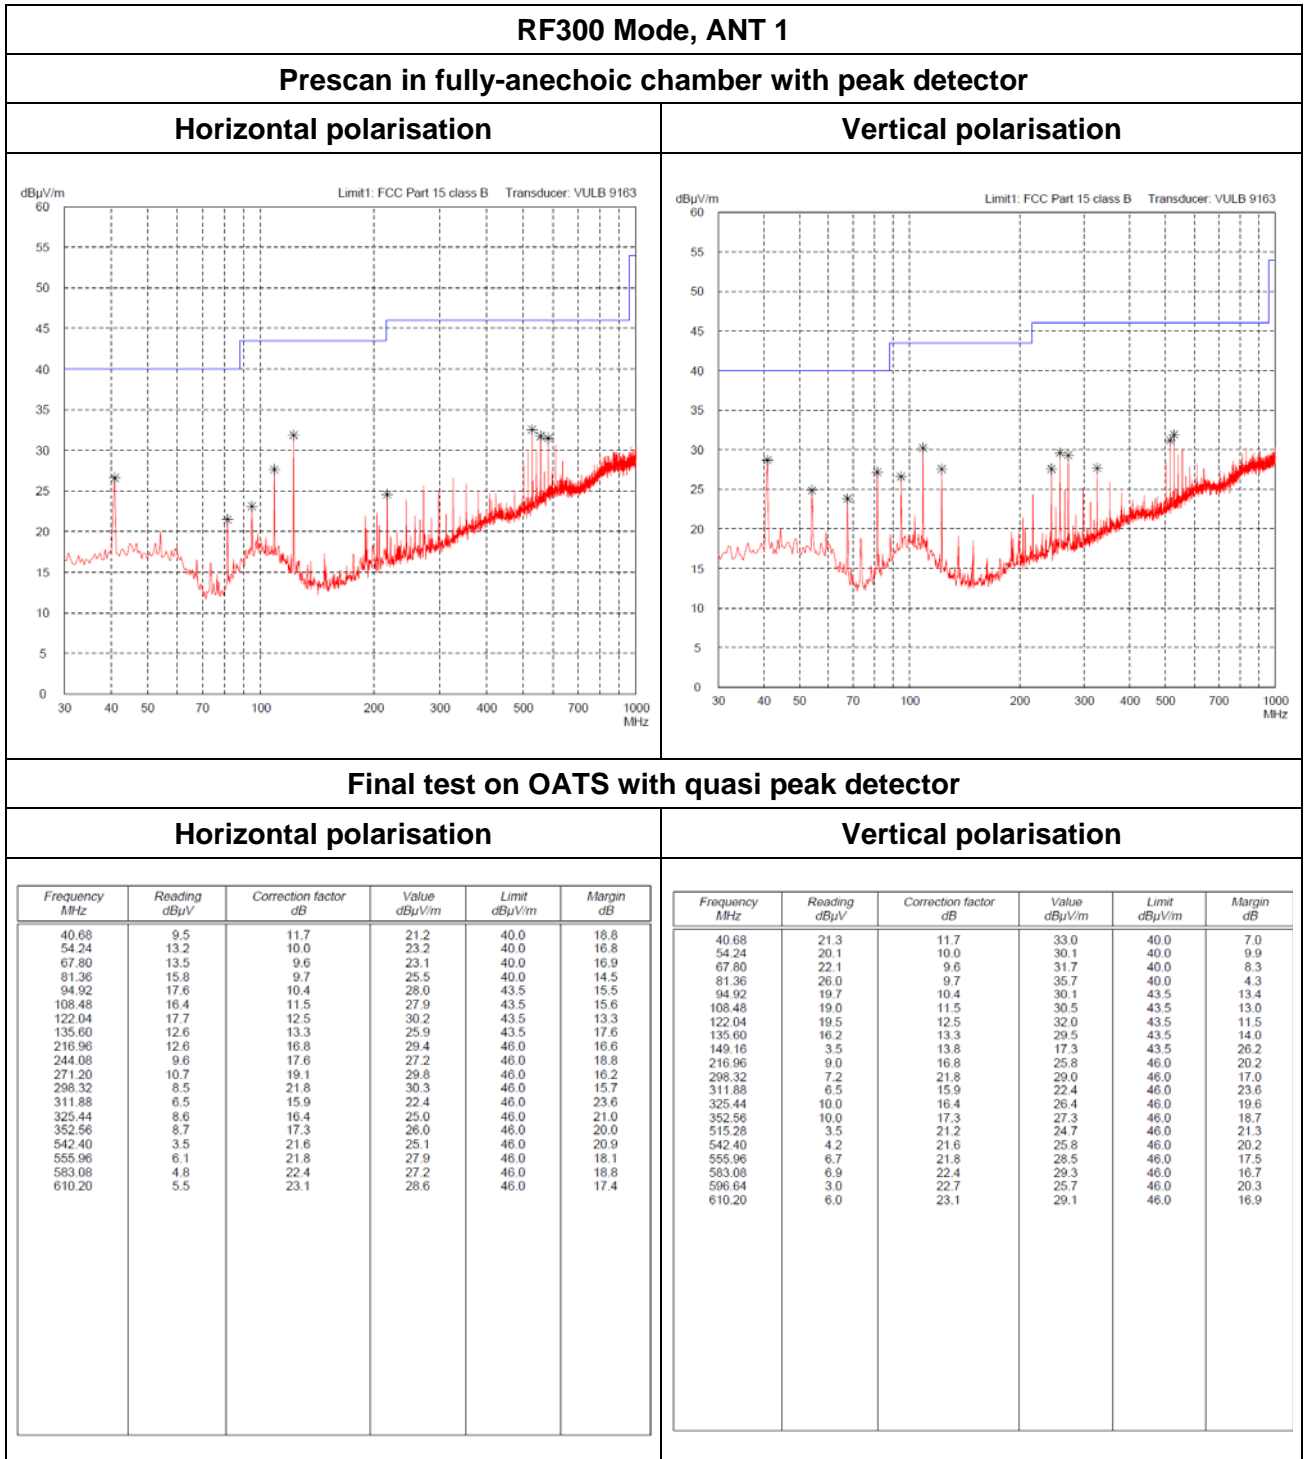 RF300 Mode, ANT 1
Prescan in fully-anechoic chamber with peak detector
Horizontal polarisation Vertical polarisation
dBµV/m Limit1: FCC Part 15 class B Transducer: VULB 9163
60
55
50
45
40
35
30
25
20
15
10
5
0
30 40 50 70 100 200 300 400 500 700 1000
MHz
dBµV/m Limit1: FCC Part 15 class B Transducer: VULB 9163
60
55
50
45
40
35
30
25
20
15
10
5
0
30 40 50 70 100 200 300 400 500 700 1000
MHz
Final test on OATS with quasi peak detector
Horizontal polarisation Vertical polarisation
Frequency Reading Correction factor Value Limit Margin
MHz dBµV dB dBµV/m dBµV/m dB
40.68 9.5 11.7 21.2 40.0 18.8
54.24 13.2 10.0 23.2 40.0 16.8
67.80 13.5 9.6 23.1 40.0 16.9
81.36 15.8 9.7 25.5 40.0 14.5
94.92 17.6 10.4 28.0 43.5 15.5
108.48 16.4 11.5 27.9 43.5 15.6
122.04 17.7 12.5 30.2 43.5 13.3
135.60 12.6 13.3 25.9 43.5 17.6
216.96 12.6 16.8 29.4 46.0 16.6
244.08 9.6 17.6 27.2 46.0 18.8
271.20 10.7 19.1 29.8 46.0 16.2
298.32 8.5 21.8 30.3 46.0 15.7
311.88 6.5 15.9 22.4 46.0 23.6
325.44 8.6 16.4 25.0 46.0 21.0
352.56 8.7 17.3 26.0 46.0 20.0
542.40 3.5 21.6 25.1 46.0 20.9
555.96 6.1 21.8 27.9 46.0 18.1
583.08 4.8 22.4 27.2 46.0 18.8
610.20 5.5 23.1 28.6 46.0 17.4
Frequency Reading Correction factor Value Limit Margin
MHz dBµV dB dBµV/m dBµV/m dB
40.68 21.3 11.7 33.0 40.0 7.0
54.24 20.1 10.0 30.1 40.0 9.9
67.80 22.1 9.6 31.7 40.0 8.3
81.36 26.0 9.7 35.7 40.0 4.3
94.92 19.7 10.4 30.1 43.5 13.4
108.48 19.0 11.5 30.5 43.5 13.0
122.04 19.5 12.5 32.0 43.5 11.5
135.60 16.2 13.3 29.5 43.5 14.0
149.16 3.5 13.8 17.3 43.5 26.2
216.96 9.0 16.8 25.8 46.0 20.2
298.32 7.2 21.8 29.0 46.0 17.0
311.88 6.5 15.9 22.4 46.0 23.6
325.44 10.0 16.4 26.4 46.0 19.6
352.56 10.0 17.3 27.3 46.0 18.7
515.28 3.5 21.2 24.7 46.0 21.3
542.40 4.2 21.6 25.8 46.0 20.2
555.96 6.7 21.8 28.5 46.0 17.5
583.08 6.9 22.4 29.3 46.0 16.7
596.64 3.0 22.7 25.7 46.0 20.3
610.20 6.0 23.1 29.1 46.0 16.9